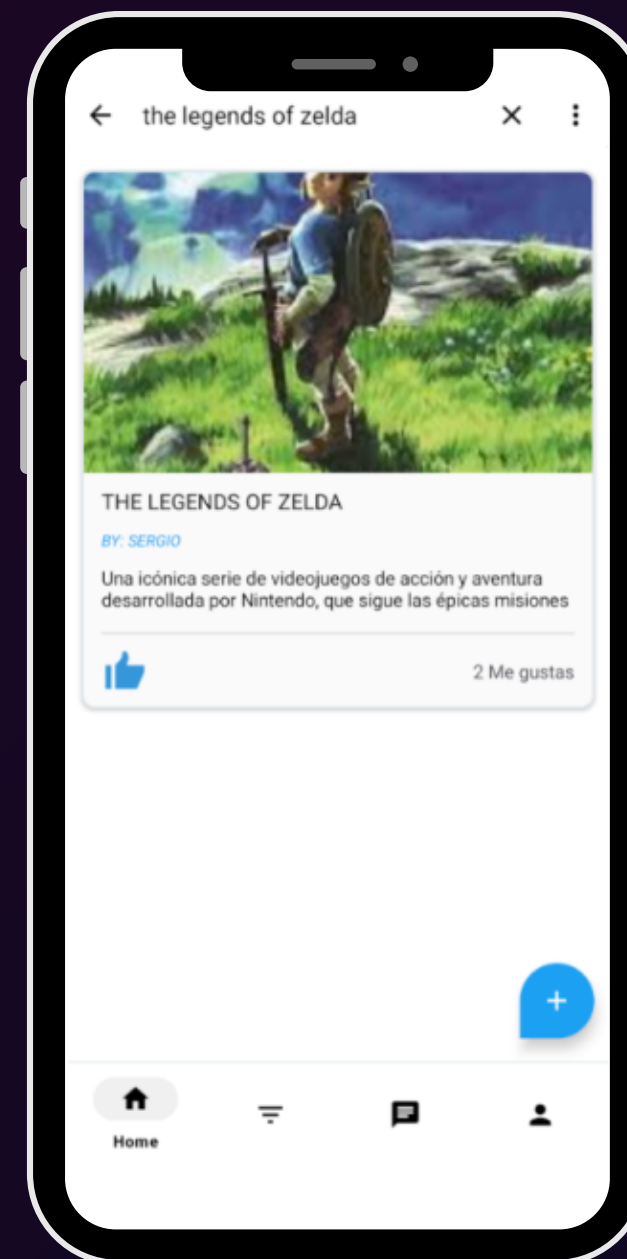 the legends of zelda
THE LEGENDS OF ZELDA
BY: SERGIO
Una icónica serie de videojuegos de acción y aventura
desarrollada por Nintendo, que sigue las épicas misiones
2 Me gustas
Home